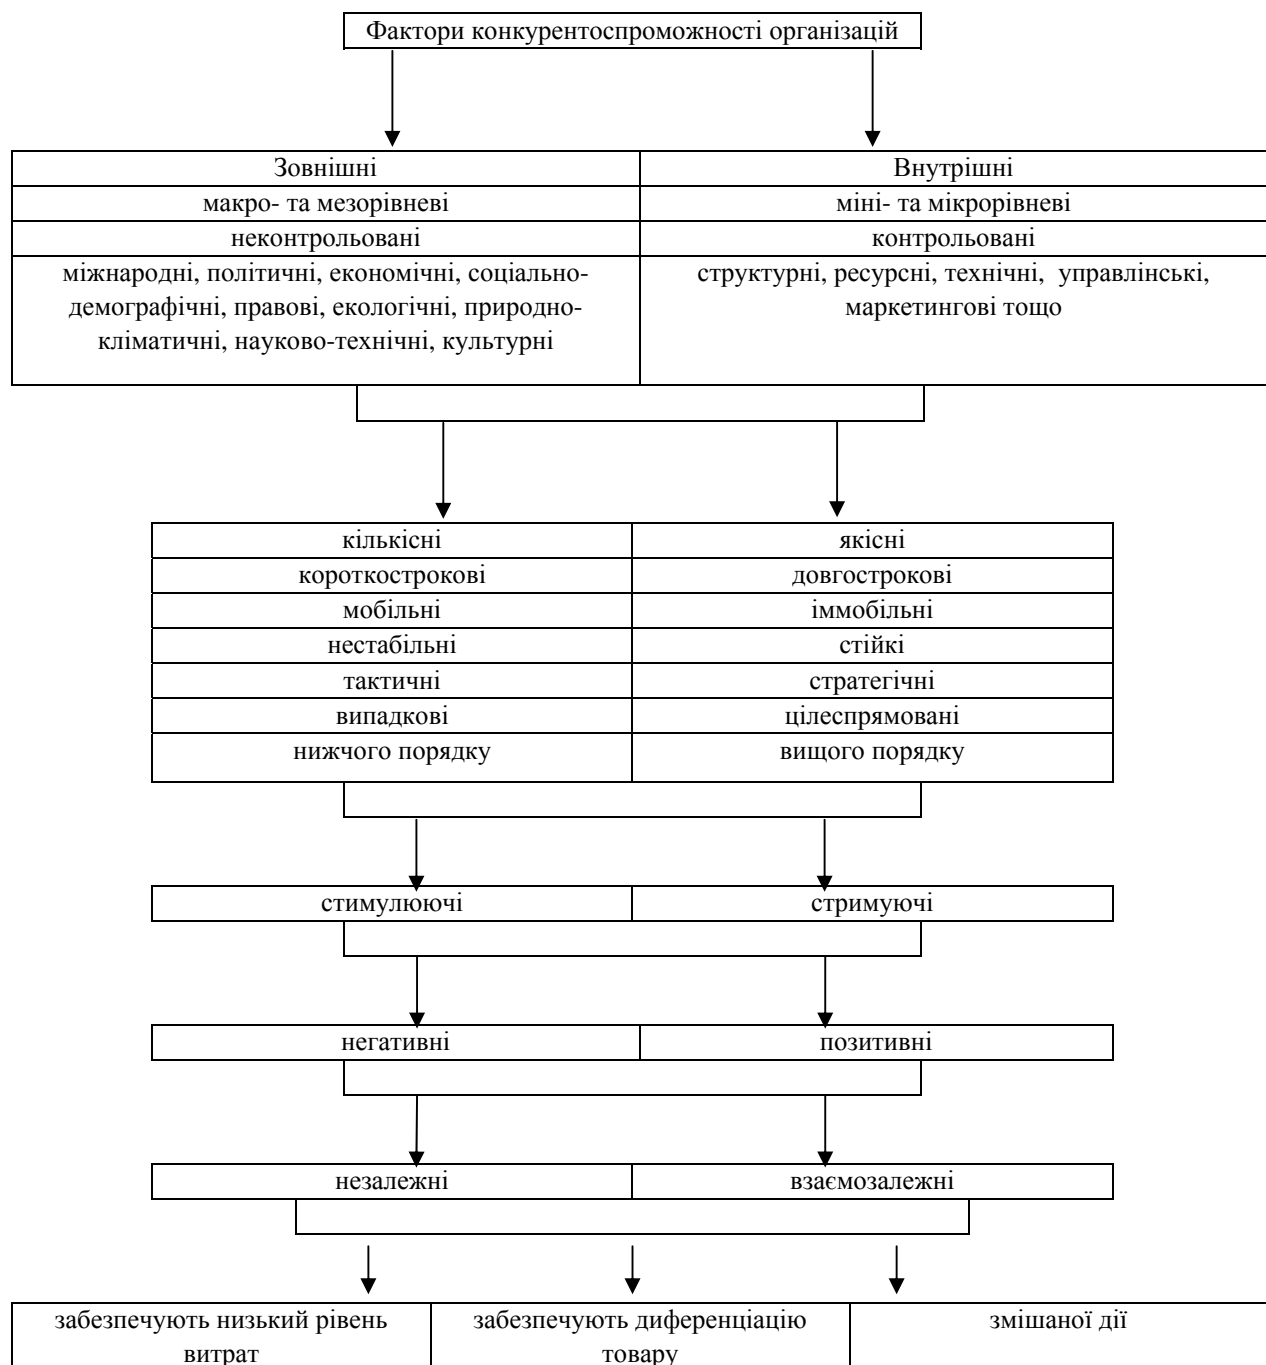 Фактори конкурентоспроможності організацій
Зовнішні
Внутрішні
макро- та мезорівневі
міні- та мікрорівневі
неконтрольовані
контрольовані
міжнародні, політичні, економічні, соціально-
демографічні, правові, екологічні, природно-
кліматичні, науково-технічні, культурні
структурні, ресурсні, технічні, управлінські,
маркетингові тощо
кількісні
якісні
короткострокові
довгострокові
мобільні
іммобільні
нестабільні
стійкі
тактичні
стратегічні
випадкові
цілеспрямовані
нижчого порядку
вищого порядку
стимулюючі
стримуючі
негативні
позитивні
незалежні
взаємозалежні
забезпечують низький рівень
витрат
забезпечують диференціацію
товару
змішаної дії